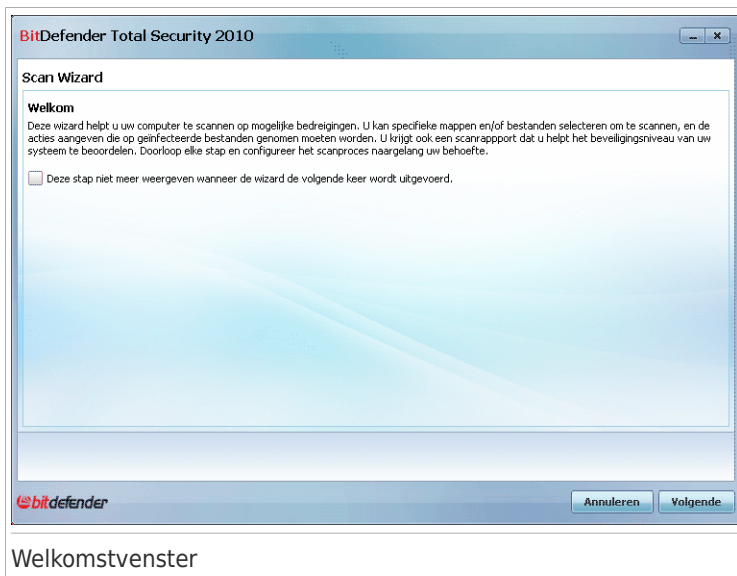 BitDefender Total Security 2010
Scan Wizard
Welkom
Deze wizard helpt u uw computer te scannen op mogelijke bedreigingen. U kan specifieke mappen en/of bestanden selecteren om te scannen, en de
acties aangeven die op geïnfecteerde bestanden genomen moeten worden. U krijgt ook een scanrappport dat u helpt het beveiligingsniveau van uw
systeem te beoordelen. Doorloop elke stap en configureer het scanproces naargelang uw behoefte.
Deze stap niet meer weergeven wanneer de wizard de volgende keer wordt uitgevoerd.
bitdefender
Annuleren Volgende
Welkomstvenster